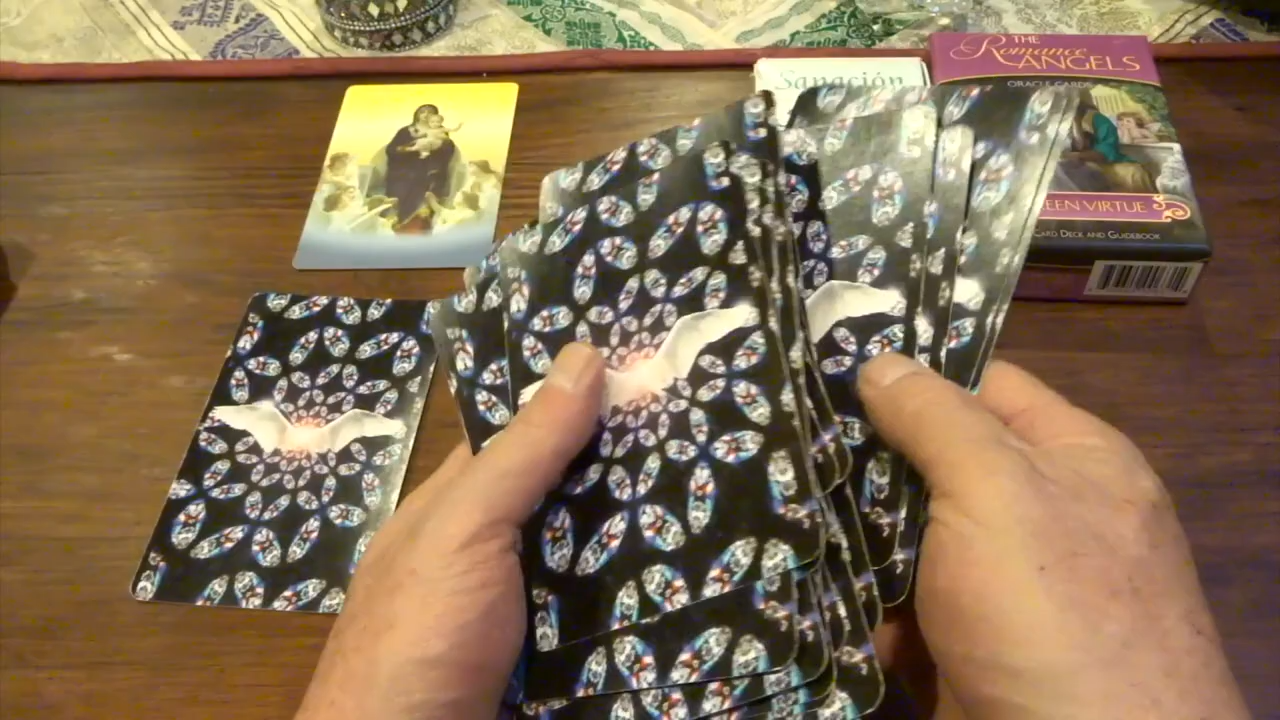 Sanación
THE
Romance
ANGELS
ORACLE CARDS
EEN VIRTUE
CARD DECK AND GUIDEBOOK